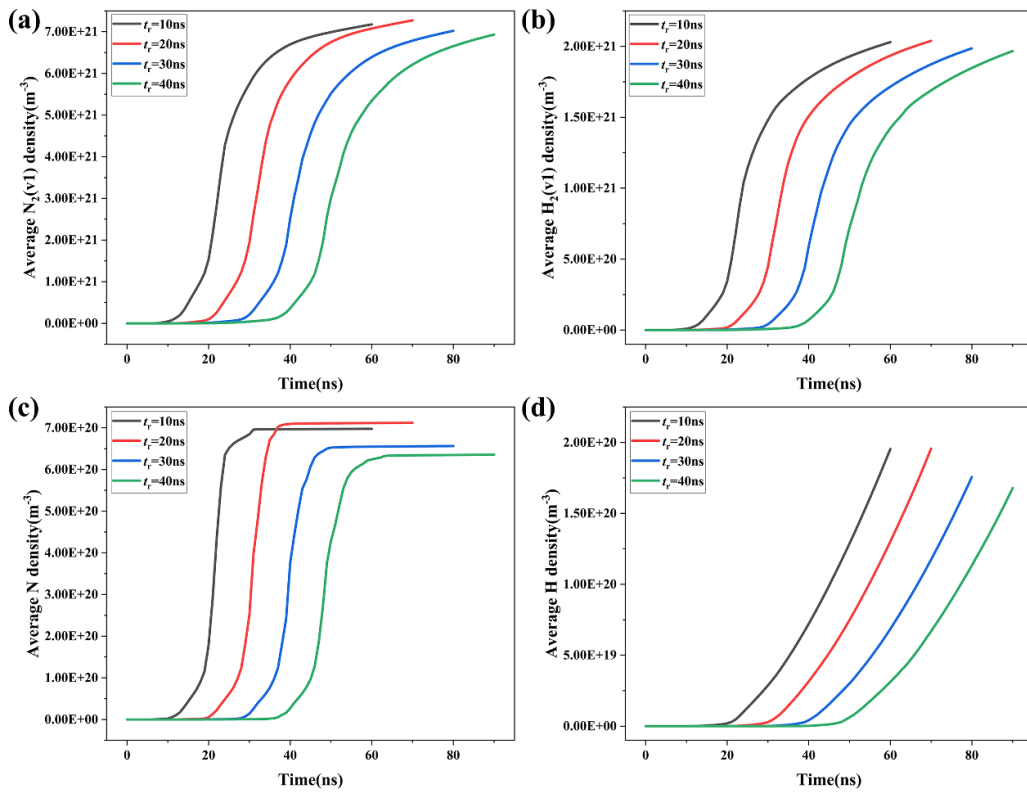 (a)
tr=10ns
tr=20ns
tr=30ns
tr=40ns
7.00E+21
6.00E+21
5.00E+21
4.00E+21
3.00E+21
2.00E+21
1.00E+21
0.00E+00
Average N2(v1) density(m-3)
0 20 40 60 80
Time(ns)
(b)
tr=10ns
tr=20ns
tr=30ns
tr=40ns
2.00E+21
1.50E+21
1.00E+21
5.00E+20
0.00E+00
Average H2(v1) density(m-3)
0 20 40 60 80
Time(ns)
(c)
tr=10ns
tr=20ns
tr=30ns
tr=40ns
7.00E+20
6.00E+20
5.00E+20
4.00E+20
3.00E+20
2.00E+20
1.00E+20
0.00E+00
Average N density(m-3)
0 20 40 60 80
Time(ns)
(d)
tr=10ns
tr=20ns
tr=30ns
tr=40ns
2.00E+20
1.50E+20
1.00E+20
5.00E+19
0.00E+00
Average H density(m-3)
0 20 40 60 80
Time(ns)